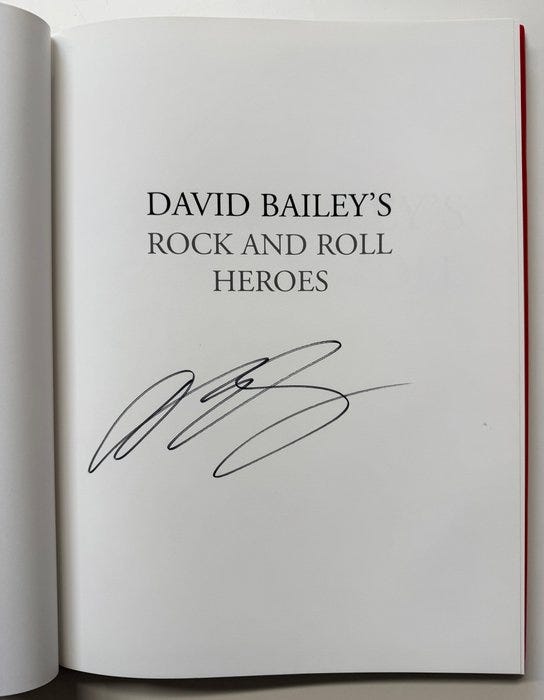 DAVID BAILEY'S
ROCK AND ROLL
HEROES